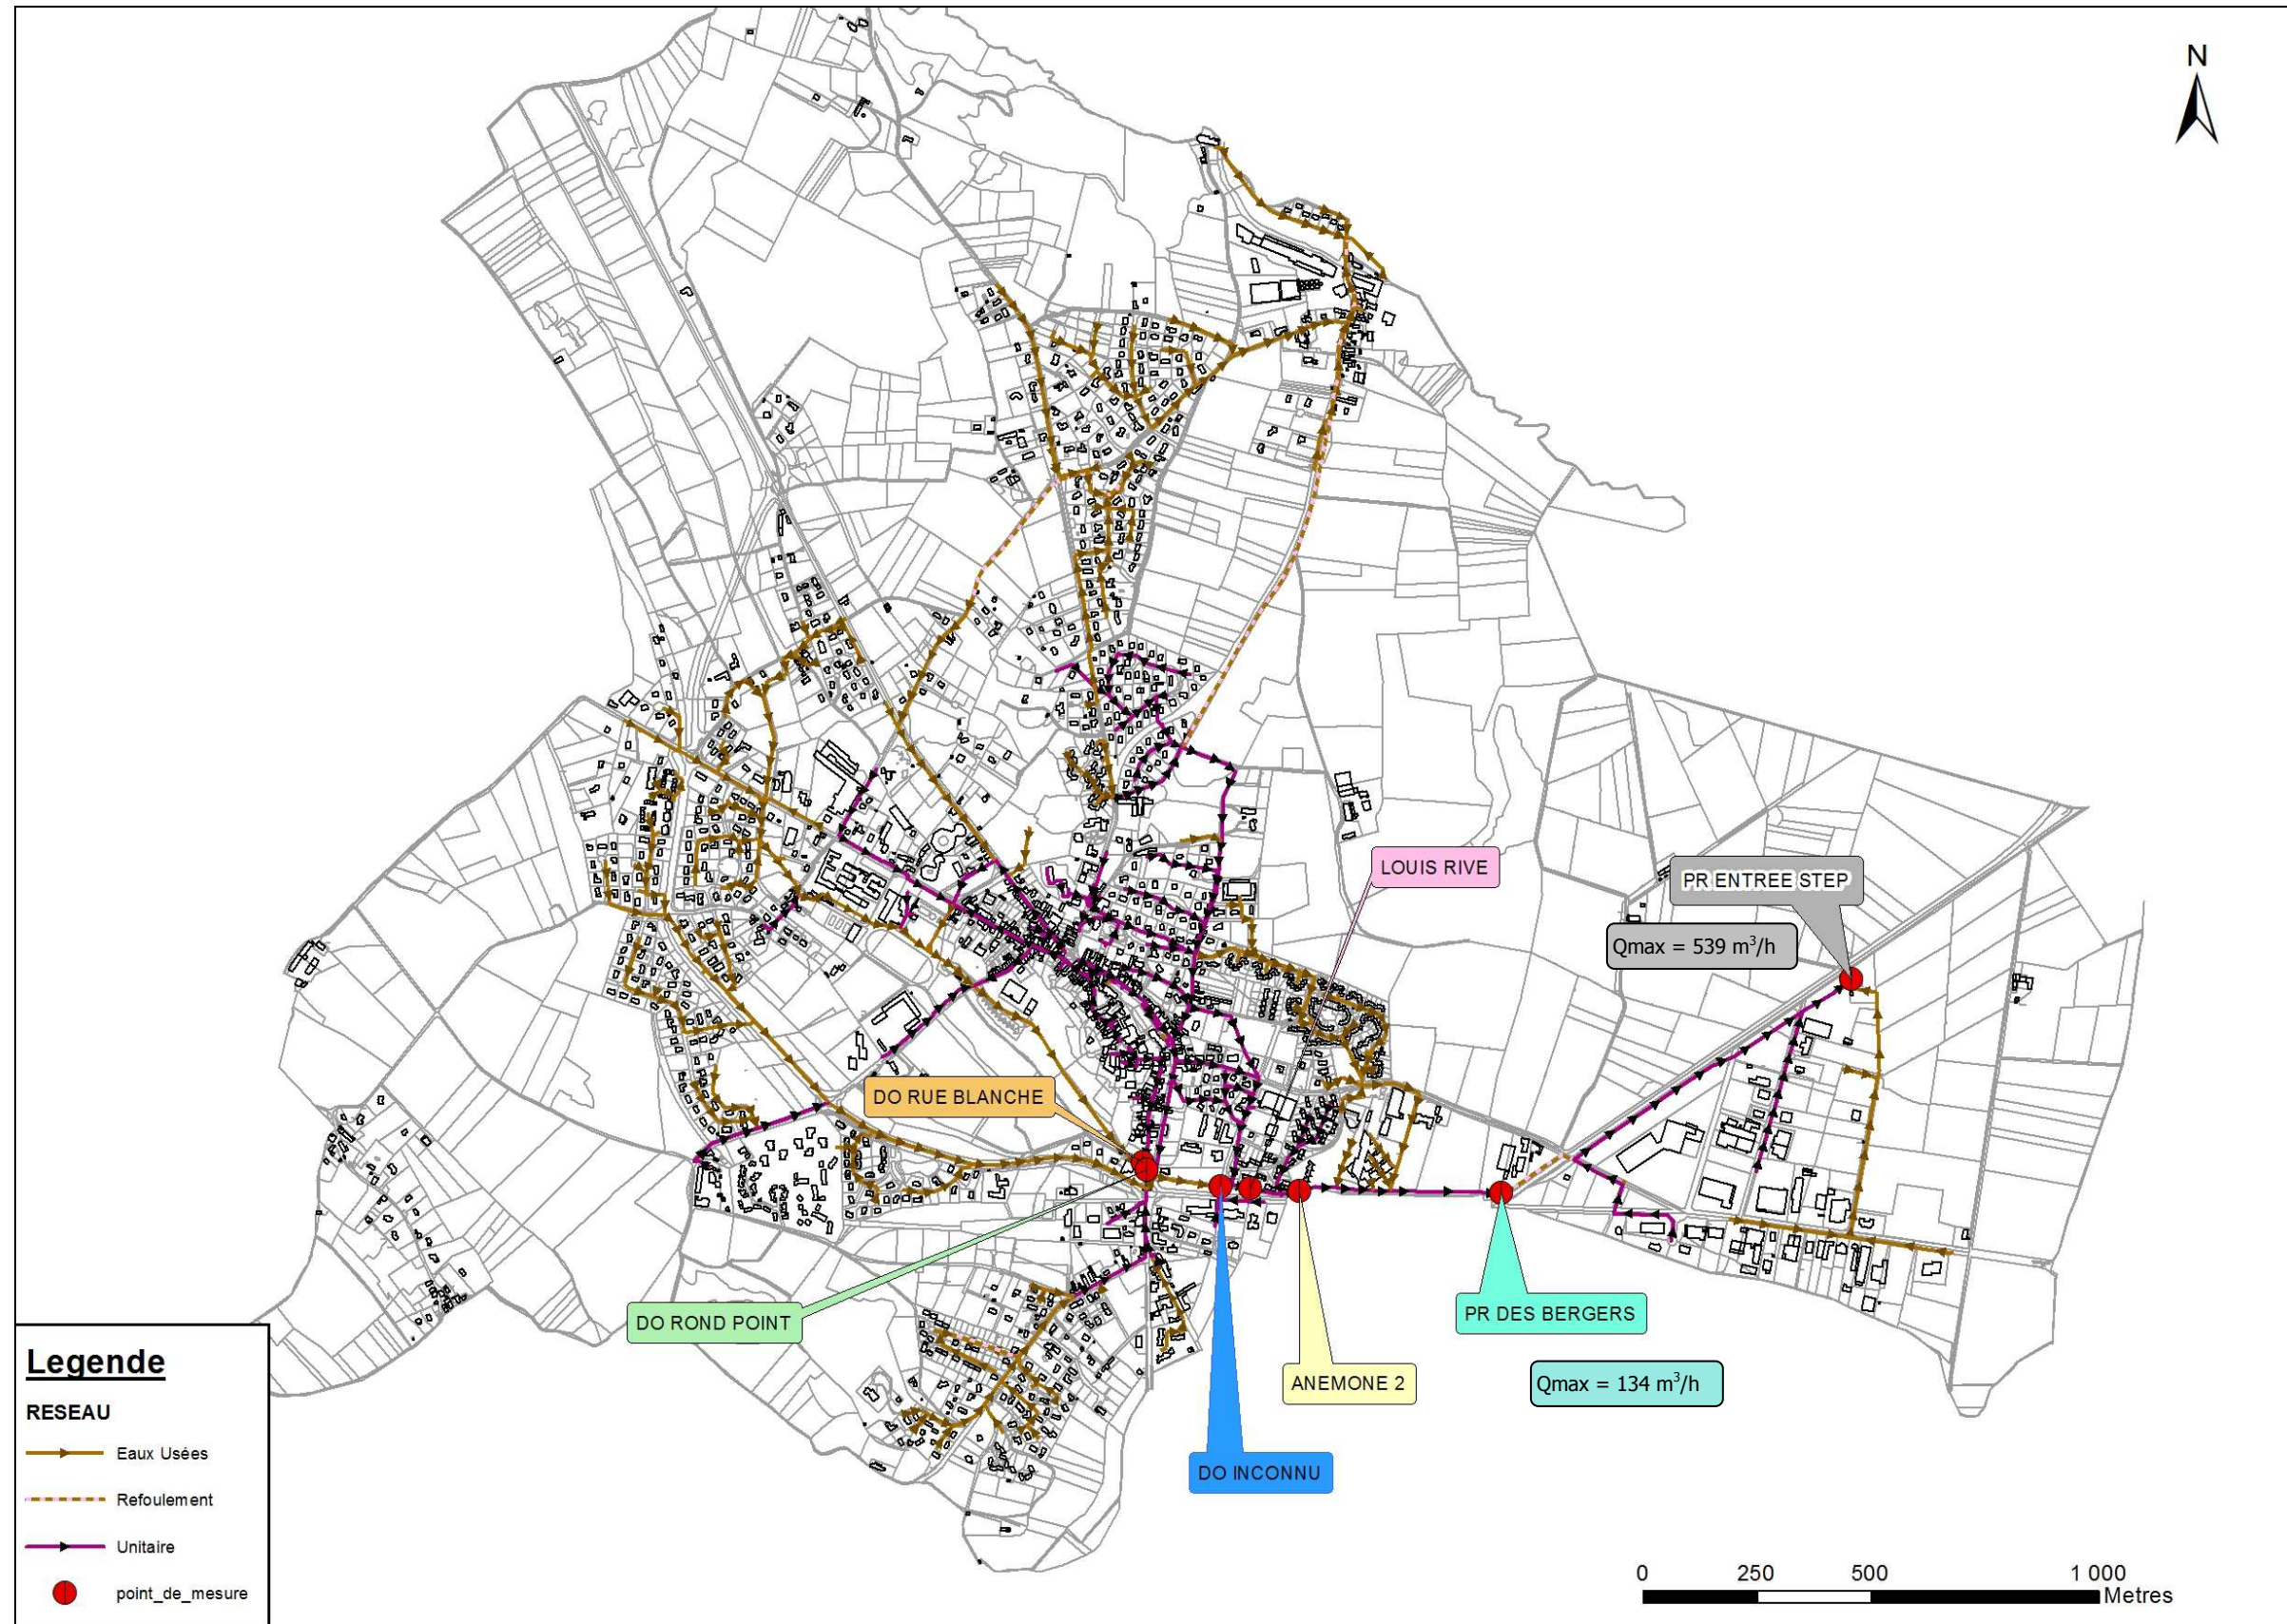 N
LOUIS RIVE
PR ENTREE STEP
Qmax = 539 m³/h
DO RUE BLANCHE
DO ROND POINT
PR DES BERGERS
ANEMONE 2
Qmax = 134 m³/h
DO INCONNU
Legende
RESEAU
Eaux Usées
Refoulement
Unitaire
point_de_mesure
0 250 500 1 000
Metres